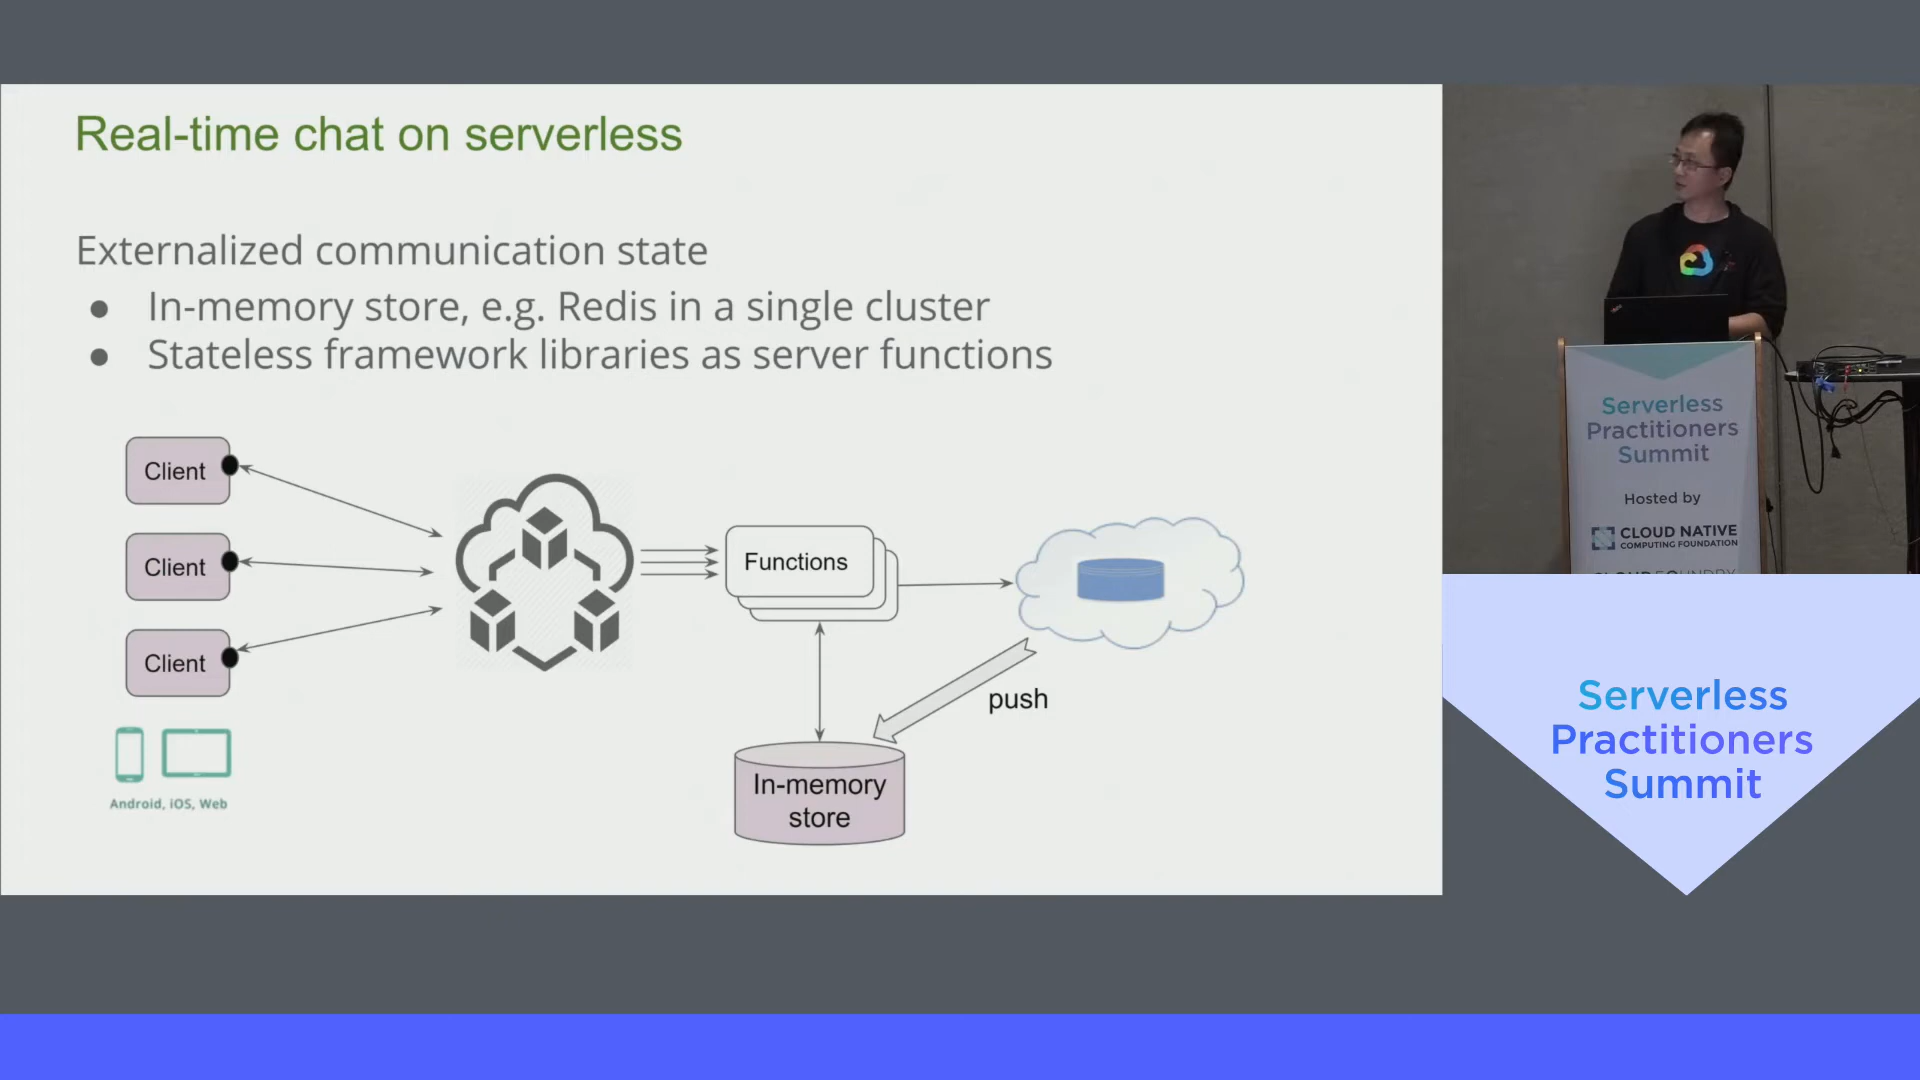 Real-time chat on serverless
Externalized communication state
● In-memory store, e.g. Redis in a single cluster
● Stateless framework libraries as server functions
Client
Client
Client
Android, iOS, Web
Functions
push
In-memory
store
Serverless
Practitioners
Summit
Hosted by
CLOUD NATIVE
COMPUTING FOUNDATION
Serverless
Practitioners
Summit